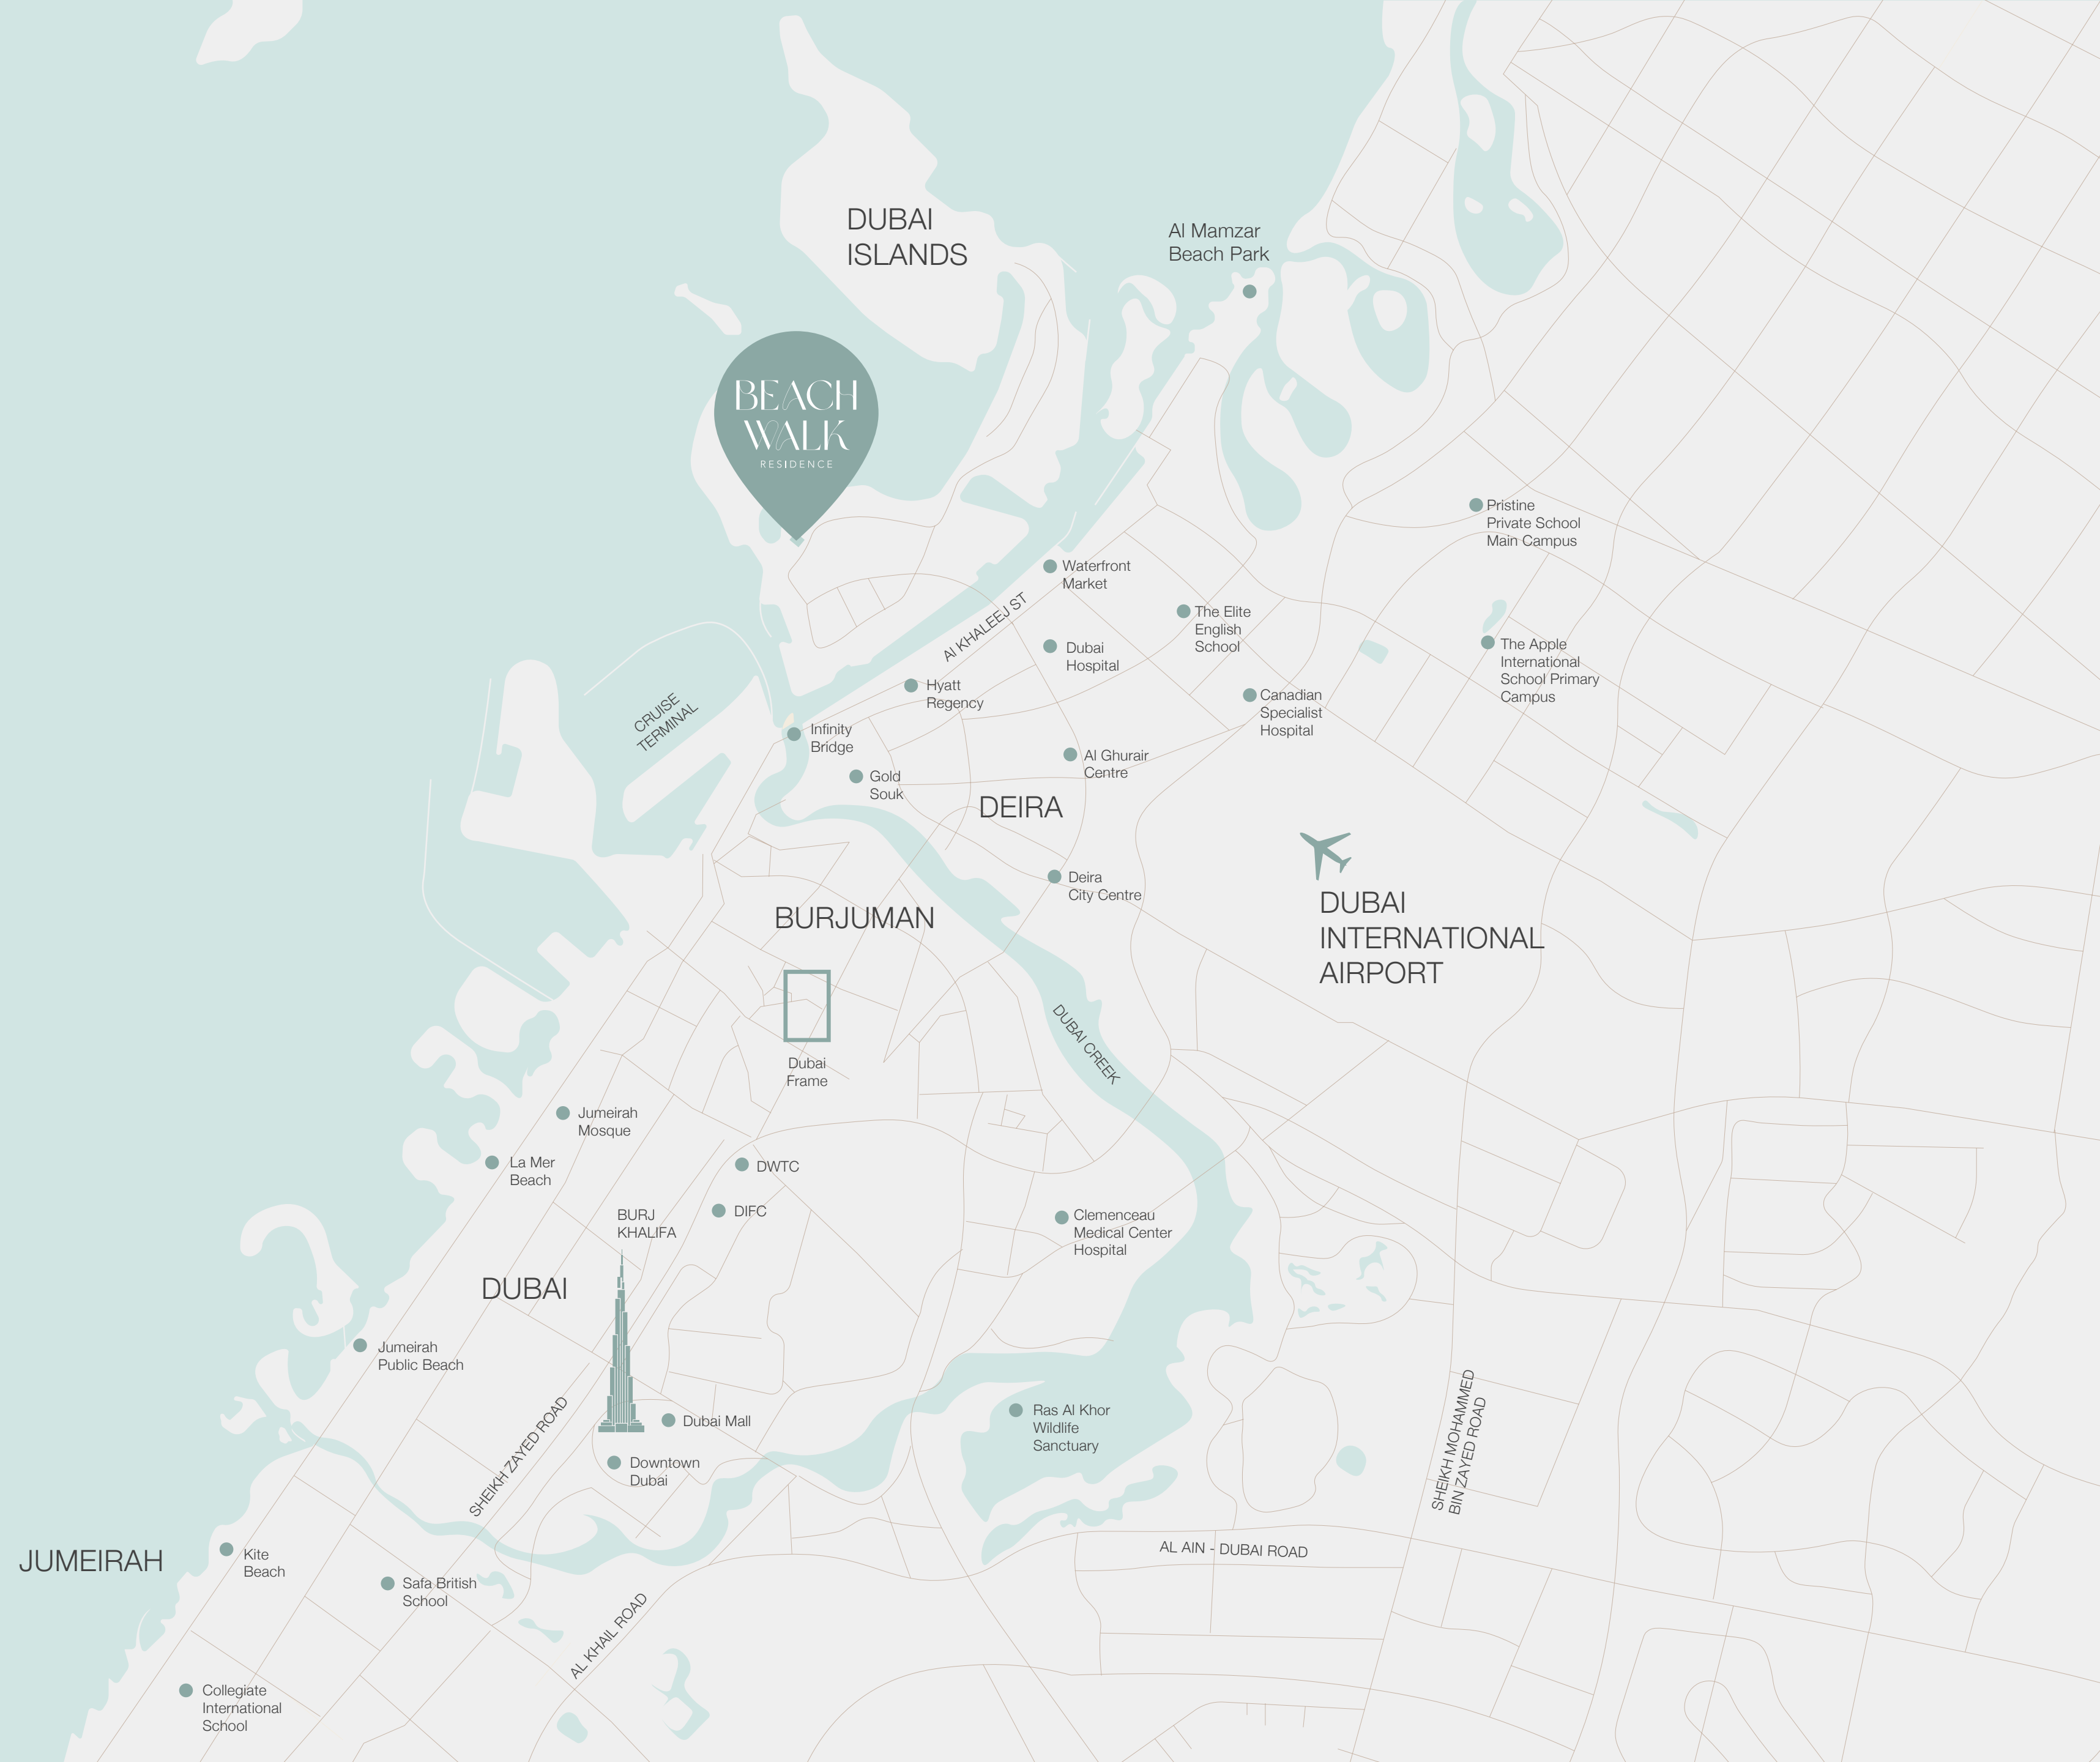 DUBAI
ISLANDS
Al Mamzar
Beach Park
BEACH
WALK
RESIDENCE
Pristine
Private School
Main Campus
Waterfront
Market
Al KHALEEJ ST
The Elite
English
School
Dubai
Hospital
The Apple
International
School Primary
Campus
Hyatt
Regency
Canadian
Specialist
Hospital
CRUISE
TERMINAL
Infinity
Bridge
Al Ghurair
Centre
Gold
Souk
DEIRA
Deira
City Centre
DUBAI
INTERNATIONAL
AIRPORT
BURJUMAN
DUBAI CREEK
Dubai
Frame
Jumeirah
Mosque
La Mer
Beach
DWTC
DIFC
BURJ
KHALIFA
Clemenceau
Medical Center
Hospital
DUBAI
Jumeirah
Public Beach
SHEIKH ZAYED ROAD
Dubai Mall
Ras Al Khor
Wildlife
Sanctuary
SHEIKH MOHAMMED
BIN ZAYED ROAD
Downtown
Dubai
JUMEIRAH
Kite
Beach
AL AIN - DUBAI ROAD
Safa British
School
AL KHAIL ROAD
Collegiate
International
School